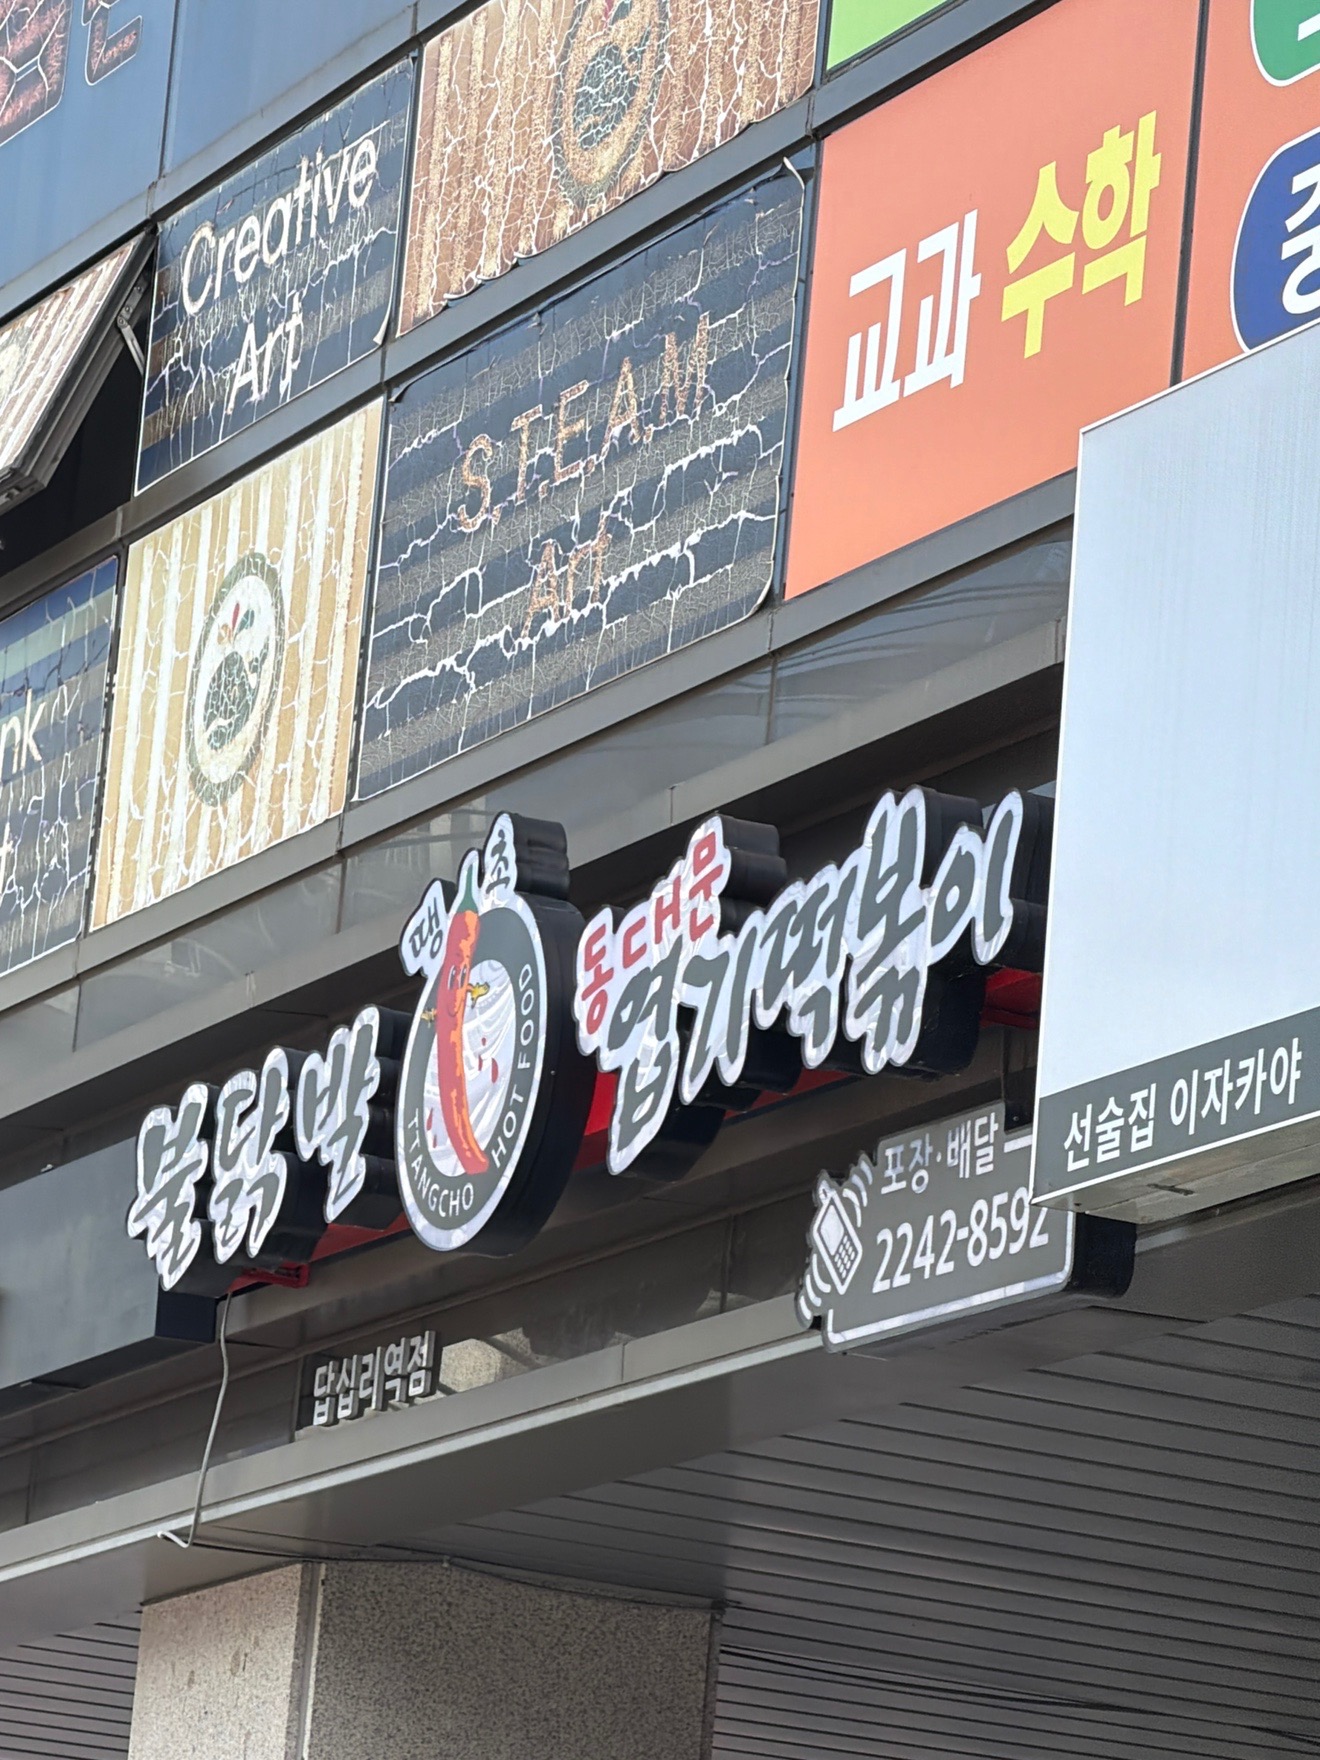 Creative
Art
S.T.E.A.M
Art
교과 수학
땡초
불닭발
TTANGCHO HOT FOOD
동대문
엽기떡볶이
답십리역점
포장·배달
2242-8592
선술집 이자카야